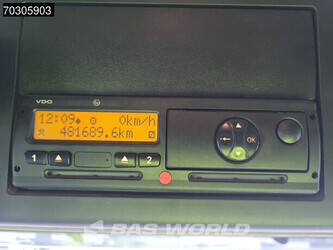 70305903
VDO
12:09 0km/h
481689.6km
1 2
OK
BAS WORLD